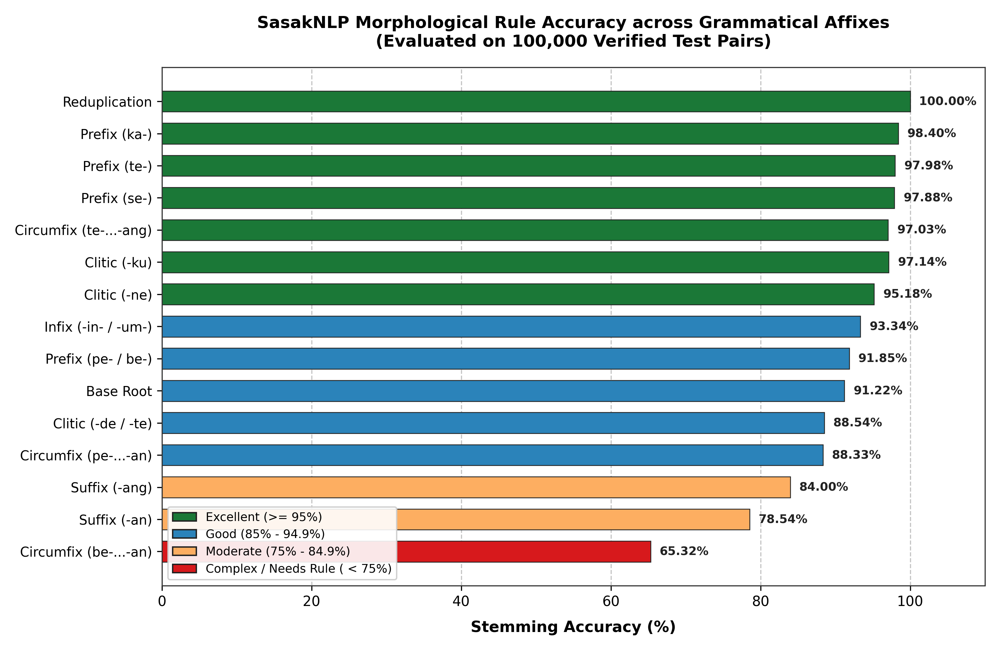 SasakNLP Morphological Rule Accuracy across Grammatical Affixes
(Evaluated on 100,000 Verified Test Pairs)
Reduplication 100.00%
Prefix (ka-) 98.40%
Prefix (te-) 97.98%
Prefix (se-) 97.88%
Circumfix (te-...-ang) 97.03%
Clitic (-ku) 97.14%
Clitic (-ne) 95.18%
Infix (-in- / -um-) 93.34%
Prefix (pe- / be-) 91.85%
Base Root 91.22%
Clitic (-de / -te) 88.54%
Circumfix (pe-...-an) 88.33%
Suffix (-ang) 84.00%
Suffix (-an) 78.54%
Circumfix (be-...-an) 65.32%
Excellent (>= 95%)
Good (85% - 94.9%)
Moderate (75% - 84.9%)
Complex / Needs Rule ( < 75%)
0 20 40 60 80 100
Stemming Accuracy (%)